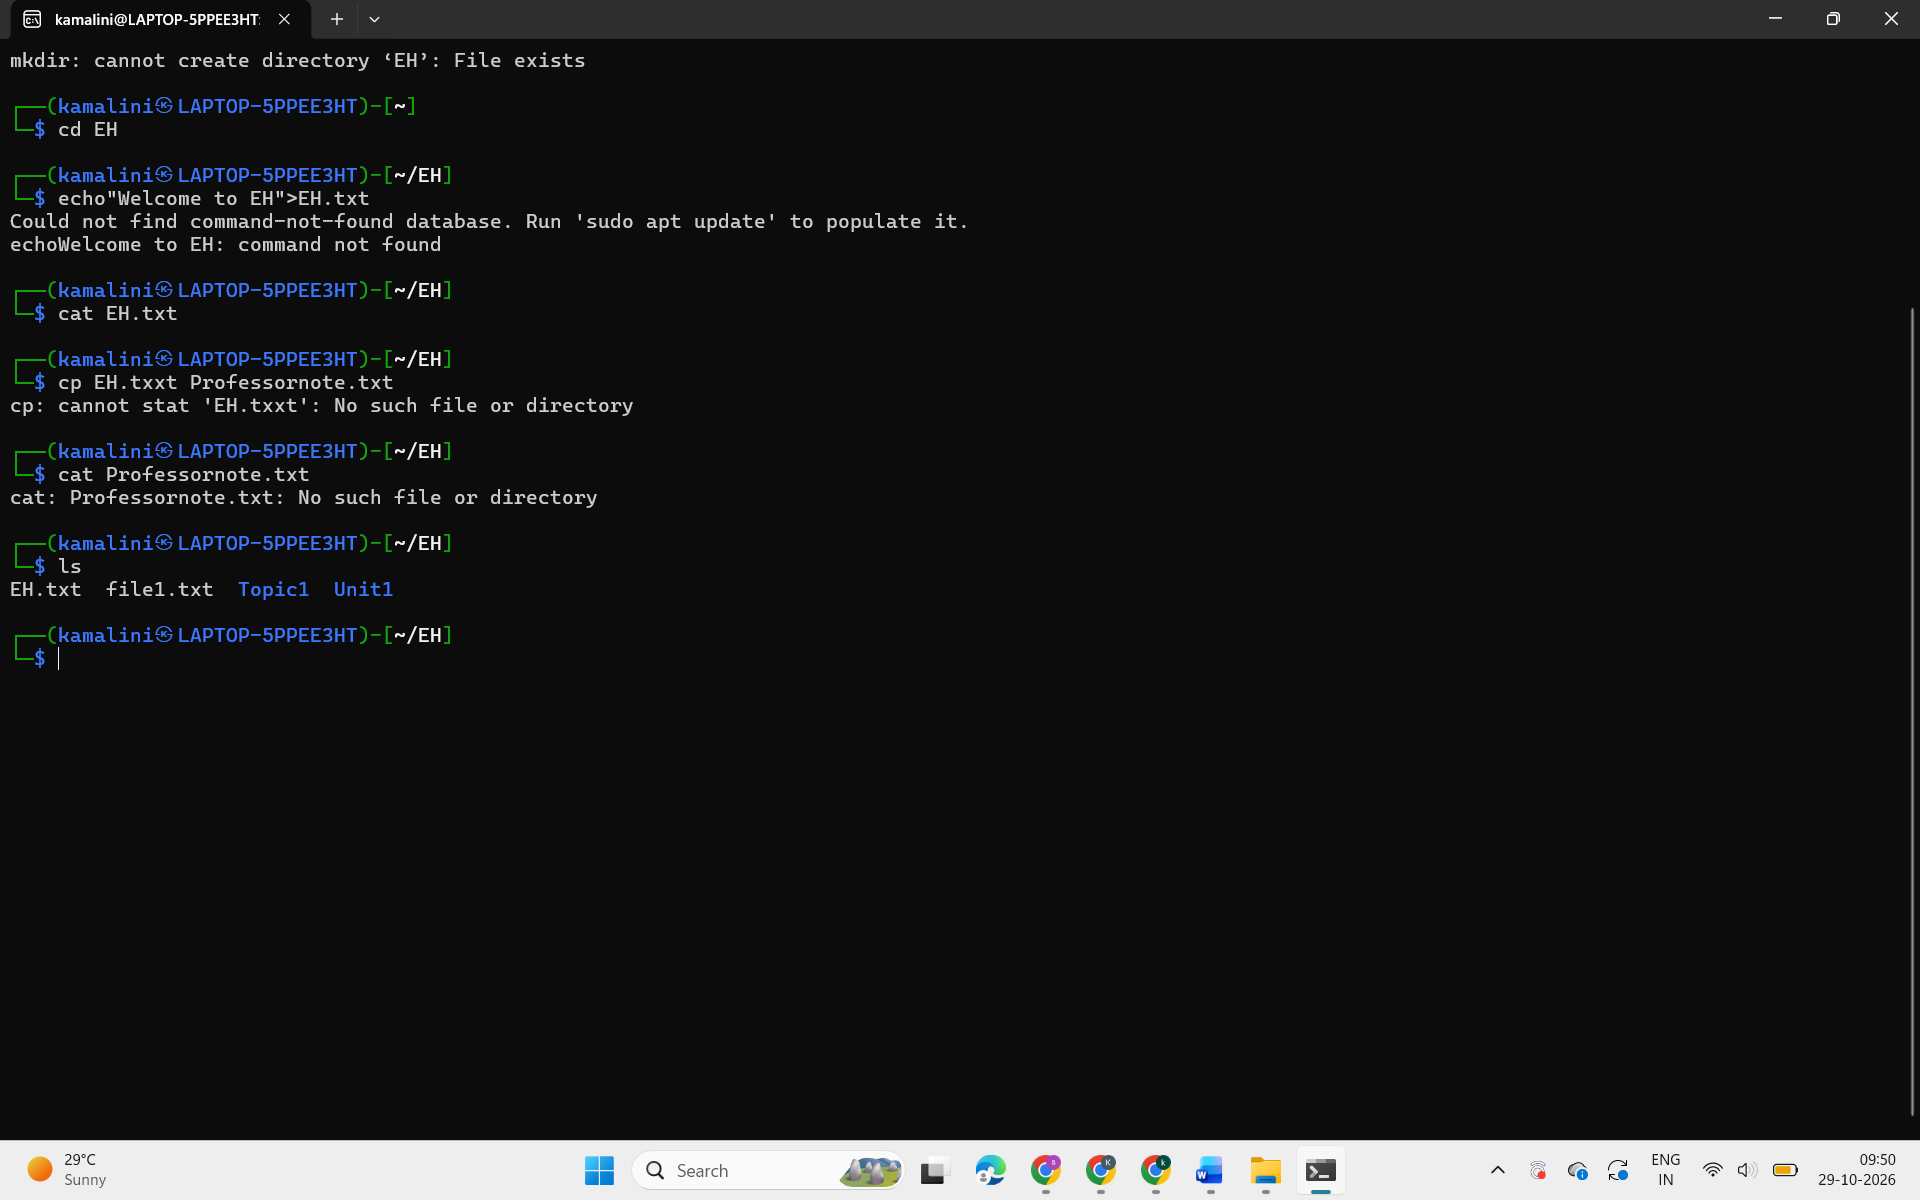 kamalini@LAPTOP-5PPEE3HT:
mkdir: cannot create directory ‘EH’: File exists
(kamalini㉿LAPTOP-5PPEE3HT)-[~]
$ cd EH
(kamalini㉿LAPTOP-5PPEE3HT)-[~/EH]
$ echo"Welcome to EH">EH.txt
Could not find command-not-found database. Run 'sudo apt update' to populate it.
echoWelcome to EH: command not found
(kamalini㉿LAPTOP-5PPEE3HT)-[~/EH]
$ cat EH.txt
(kamalini㉿LAPTOP-5PPEE3HT)-[~/EH]
$ cp EH.txxt Professornote.txt
cp: cannot stat 'EH.txxt': No such file or directory
(kamalini㉿LAPTOP-5PPEE3HT)-[~/EH]
$ cat Professornote.txt
cat: Professornote.txt: No such file or directory
(kamalini㉿LAPTOP-5PPEE3HT)-[~/EH]
$ ls
EH.txt  file1.txt  Topic1  Unit1
(kamalini㉿LAPTOP-5PPEE3HT)-[~/EH]
$
29°C
Sunny
Search
ENG
IN
09:50
29-10-2026